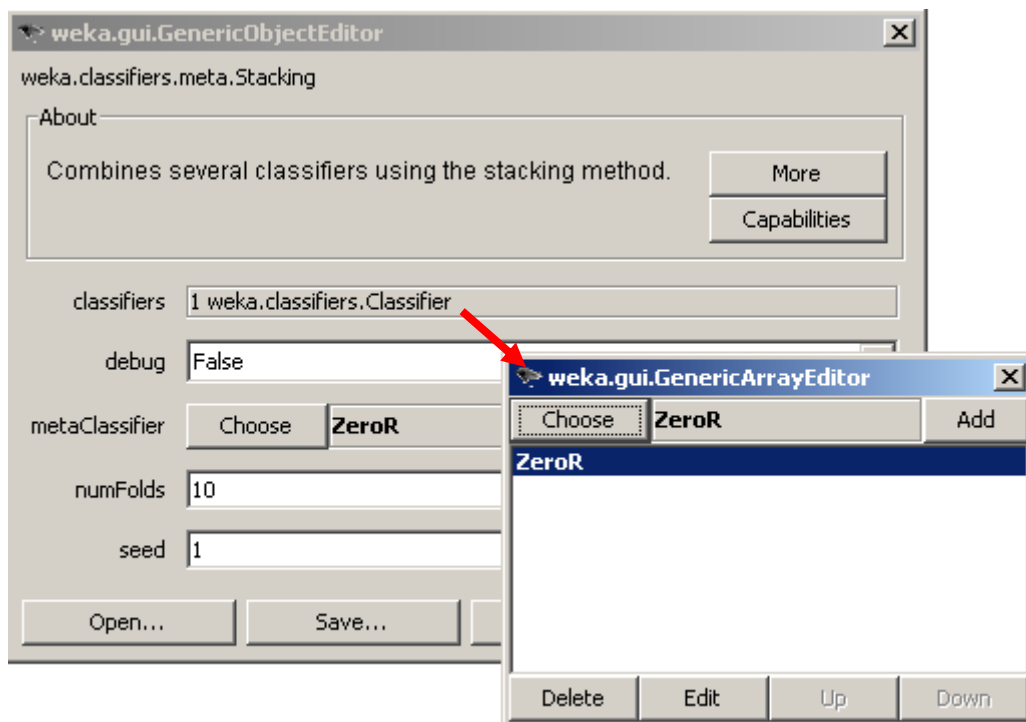 weka.gui.GenericObjectEditor
weka.classifiers.meta.Stacking
About
Combines several classifiers using the stacking method.
More
Capabilities
classifiers 1 weka.classifiers.Classifier
debug False
metaClassifier Choose ZeroR
numFolds 10
seed 1
Open... Save...
weka.gui.GenericArrayEditor
Choose ZeroR Add
ZeroR
Delete Edit Up Down